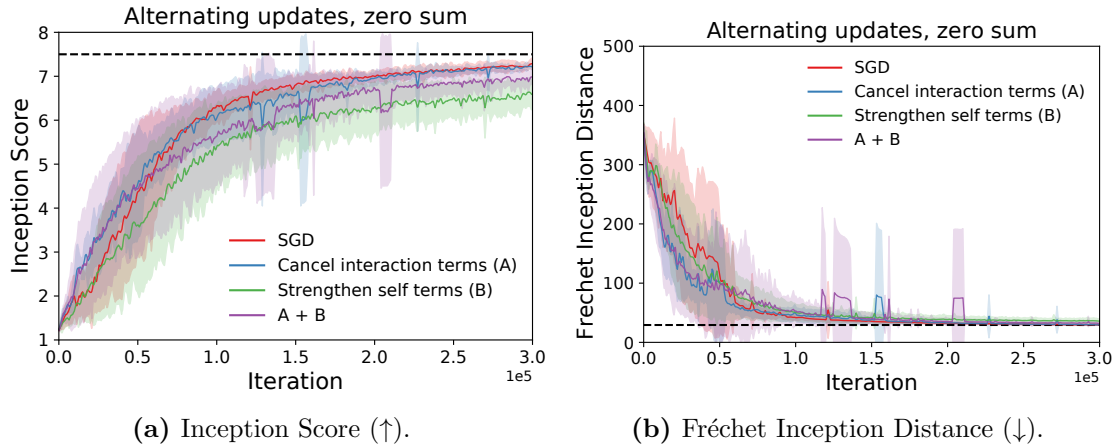 Alternating updates, zero sum
Inception Score
8
7
6
5
4
3
2
1
SGD
Cancel interaction terms (A)
Strengthen self terms (B)
A + B
0.0
0.5
1.0
1.5
2.0
2.5
3.0
1e5
Iteration
(a) Inception Score (↑).
Alternating updates, zero sum
Frechet Inception Distance
500
400
300
200
100
0
SGD
Cancel interaction terms (A)
Strengthen self terms (B)
A + B
0.0
0.5
1.0
1.5
2.0
2.5
3.0
1e5
Iteration
(b) Fréchet Inception Distance (↓).